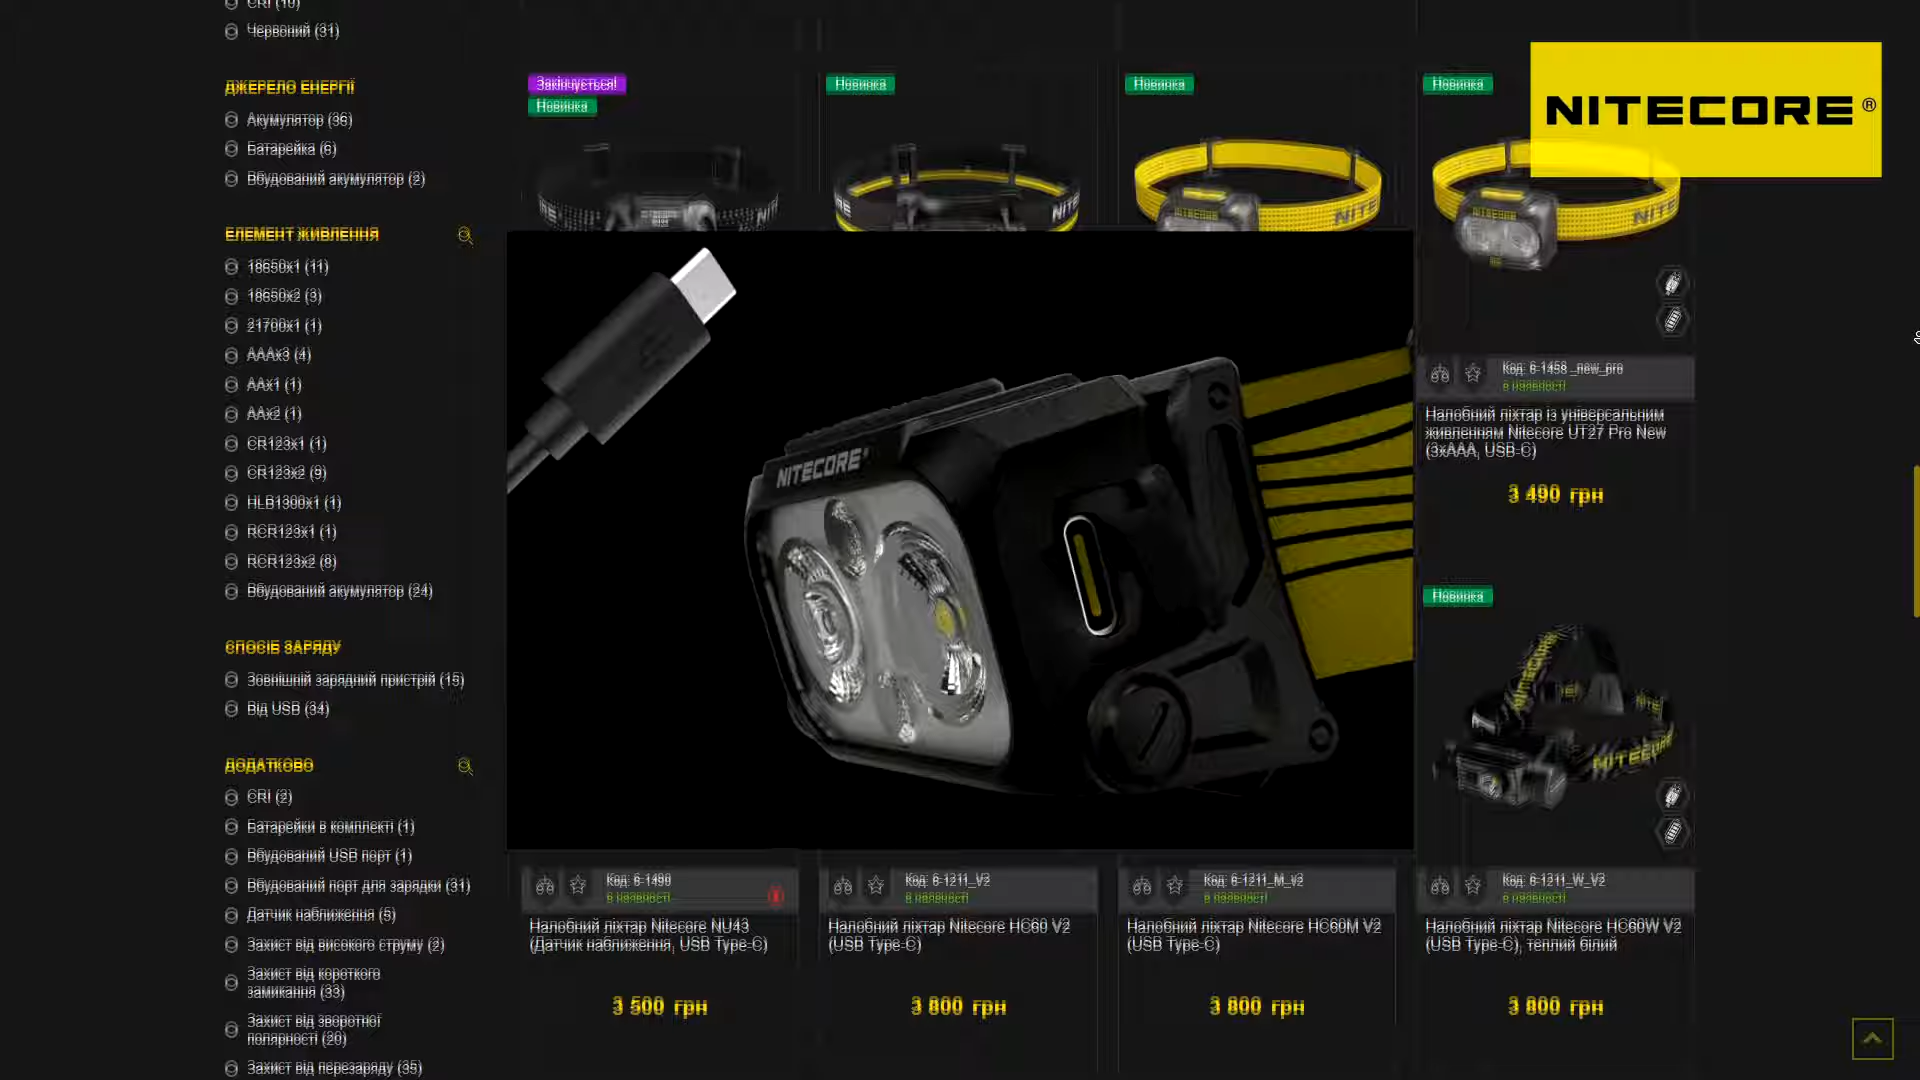 CRI (10)
Червоний (31)
ДЖЕРЕЛО ЕНЕРГІЇ
Акумулятор (36)
Батарейка (6)
Вбудований акумулятор (2)
ЕЛЕМЕНТ ЖИВЛЕННЯ
18650x1 (11)
18650x2 (3)
21700x1 (1)
AAAx3 (4)
AAx1 (1)
AAx2 (1)
CR123x1 (1)
CR123x2 (9)
HLB1300x1 (1)
RCR123x1 (1)
RCR123x2 (8)
Вбудований акумулятор (24)
СПОСІБ ЗАРЯДУ
Зовнішній зарядний пристрій (15)
Від USB (34)
ДОДАТКОВО
CRI (2)
Батарейки в комплекті (1)
Вбудований USB порт (1)
Вбудований порт для зарядки (31)
Датчик наближення (5)
Захист від високого струму (2)
Захист від короткого
замикання (33)
Захист від зворотної
полярності (20)
Захист від перезаряду (35)
Закінчується!
Новинка
Новинка
Новинка
Новинка
NITECORE®
NITE
NITE
NITECORE
Код: 6-1458_new_pro
в наявності
Налобний ліхтар із універсальним
живленням Nitecore UT27 Pro New
(3xAAA, USB-C)
3 490 грн
Новинка
NITECORE
NITECORE
Код: 6-1490
в наявності
Налобний ліхтар Nitecore NU43
(Датчик наближення, USB Type-C)
3 500 грн
Код: 6-1211_V2
в наявності
Налобний ліхтар Nitecore HC60 V2
(USB Type-C)
3 800 грн
Код: 6-1211_M_v2
в наявності
Налобний ліхтар Nitecore HC60M V2
(USB Type-C)
3 800 грн
Код: 6-1211_W_V2
в наявності
Налобний ліхтар Nitecore HC60W V2
(USB Type-C), теплий білий
3 800 грн